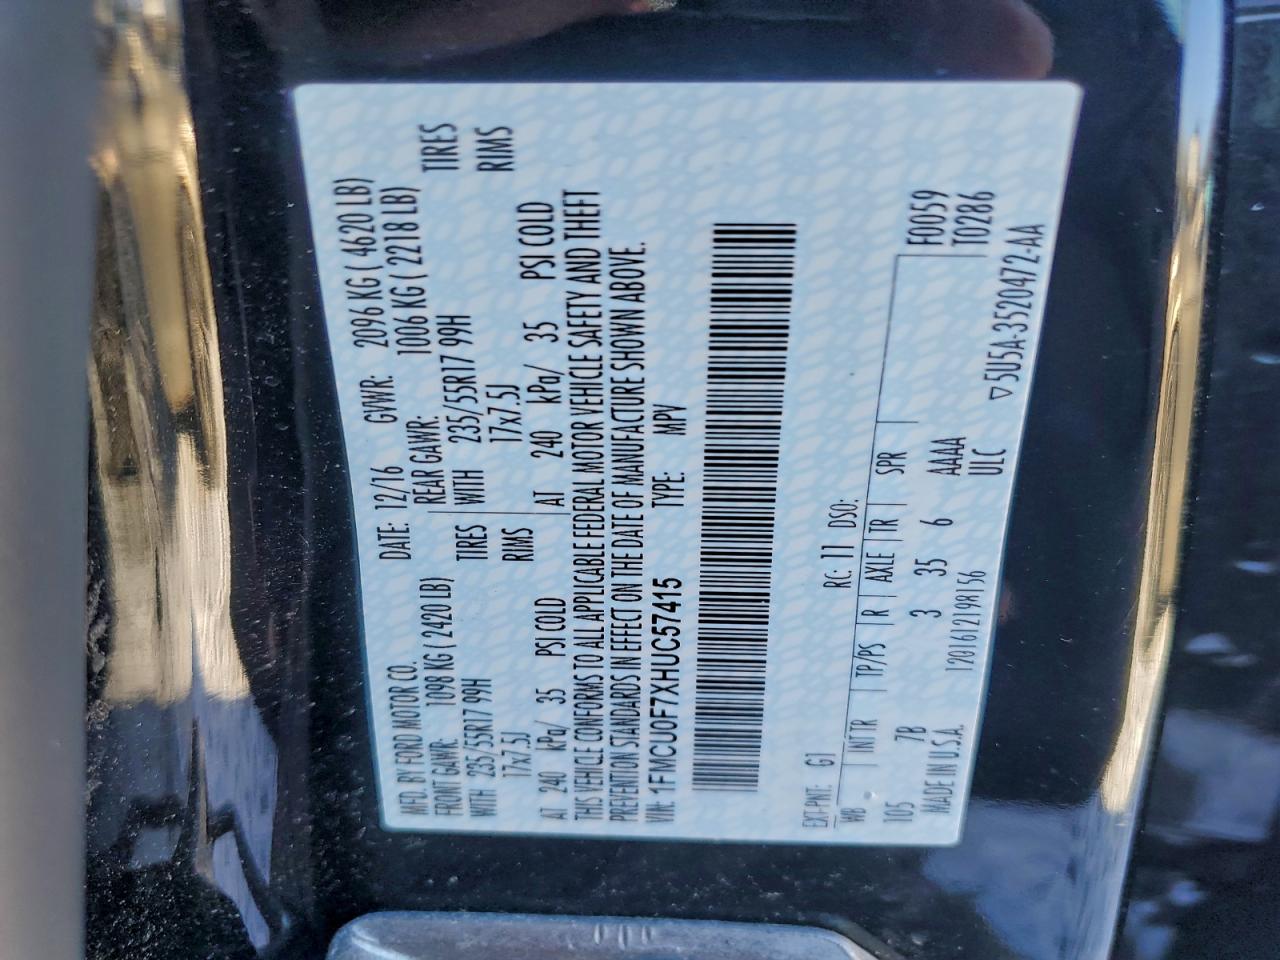 MFD. BY FORD MOTOR CO.
DATE: 12/16 GVWR: 2096 KG ( 4620 LB)
FRONT GAWR: 1098 KG ( 2420 LB) REAR GAWR: 1006 KG ( 2218 LB)
WITH 235/55R17 99H TIRES WITH 235/55R17 99H TIRES
17x7.5J RIMS 17x7.5J RIMS
AT 240 kPa/ 35 PSI COLD AT 240 kPa/ 35 PSI COLD
THIS VEHICLE CONFORMS TO ALL APPLICABLE FEDERAL MOTOR VEHICLE SAFETY AND THEFT
PREVENTION STANDARDS IN EFFECT ON THE DATE OF MANUFACTURE SHOWN ABOVE.
VIN: 1FMCU0F7XHUC57415 TYPE: MPV
EXT PNT: G1 RC: 11 DSO: F0059
T0286
WB INT TR TP/PS R AXLE TR SPR
105 7B 3 35 6 AAAA
MADE IN U.S.A. 12016121981​56 ULC
▽5U5A-3520472-AA